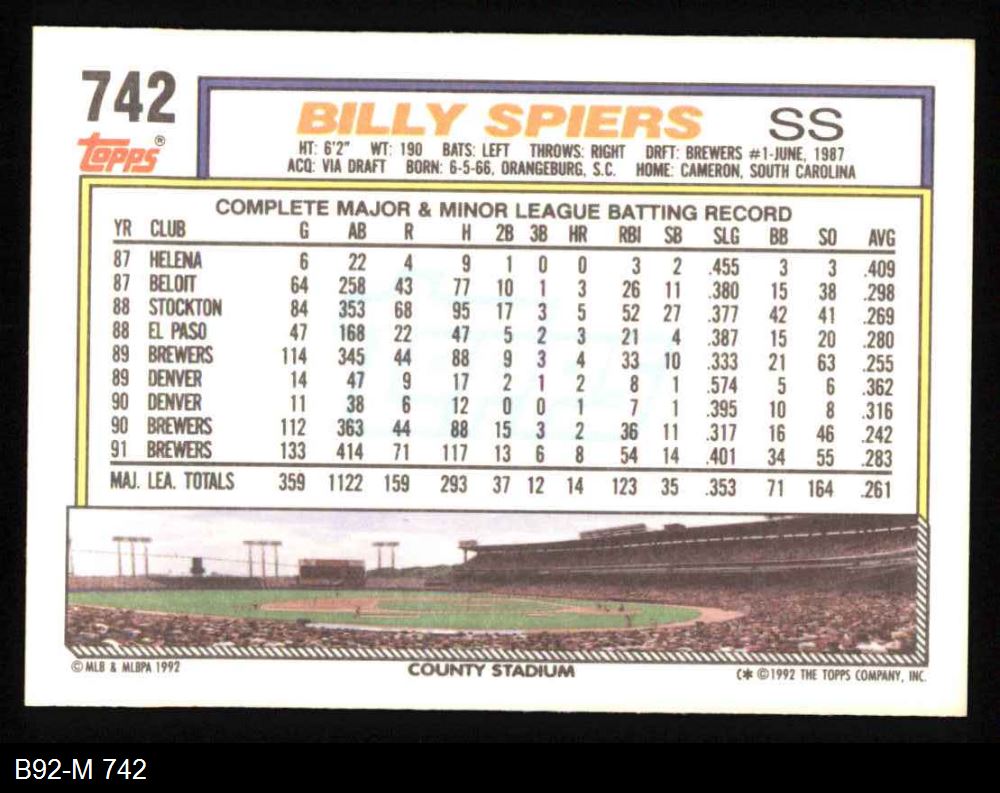 742
Topps®
BILLY SPIERS SS
HT: 6'2" WT: 190 BATS: LEFT THROWS: RIGHT DRFT: BREWERS #1-JUNE, 1987
ACQ: VIA DRAFT BORN: 6-5-66, ORANGEBURG, S.C. HOME: CAMERON, SOUTH CAROLINA
COMPLETE MAJOR & MINOR LEAGUE BATTING RECORD
YR CLUB G AB R H 2B 3B HR RBI SB SLG BB SO AVG
87 HELENA 6 22 4 9 1 0 0 3 2 .455 3 3 .409
87 BELOIT 64 258 43 77 10 1 3 26 11 .380 15 38 .298
88 STOCKTON 84 353 68 95 17 3 5 52 27 .377 42 41 .269
88 EL PASO 47 168 22 47 5 2 3 21 4 .387 15 20 .280
89 BREWERS 114 345 44 88 9 3 4 33 10 .333 21 63 .255
89 DENVER 14 47 9 17 2 1 2 8 1 .574 5 6 .362
90 DENVER 11 38 6 12 0 0 1 7 1 .395 10 8 .316
90 BREWERS 112 363 44 88 15 3 2 36 11 .317 16 46 .242
91 BREWERS 133 414 71 117 13 6 8 54 14 .401 34 55 .283
MAJ. LEA. TOTALS 359 1122 159 293 37 12 14 123 35 .353 71 164 .261
© MLB & MLBPA 1992
COUNTY STADIUM
C* © 1992 THE TOPPS COMPANY, INC.
B92-M 742